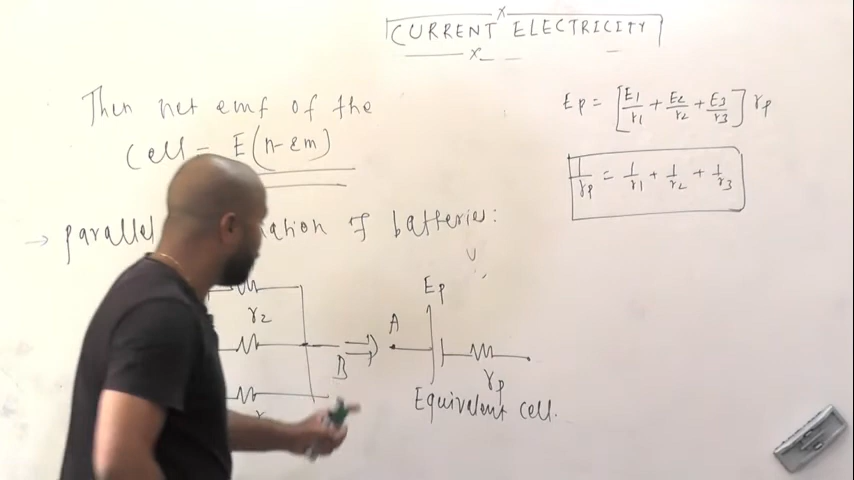 CURRENT ELECTRICITY
Then net emf of the
Cell = E(n-2m)
→ parallel ation of batteries:
Ep = [E1/r1 + E2/r2 + E3/r3] rp
1/rp = 1/r1 + 1/r2 + 1/r3
r2
B
A
Ep
rp
Equivalent cell.